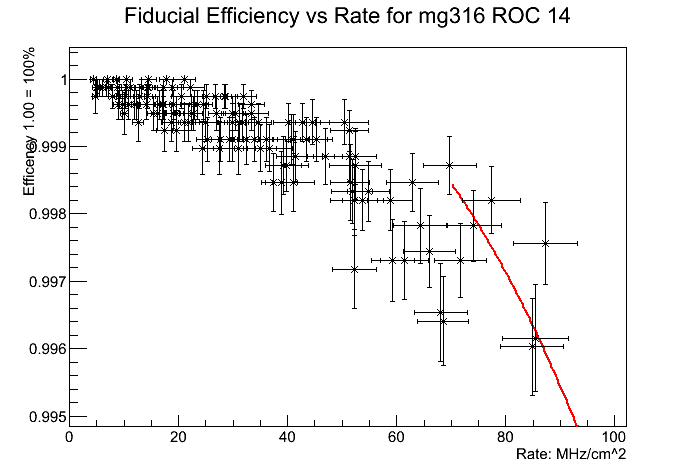 Fiducial Efficiency vs Rate for mg316 ROC 14
Efficency 1.00 = 100%
1
0.999
0.998
0.997
0.996
0.995
0 20 40 60 80 100
Rate: MHz/cm^2